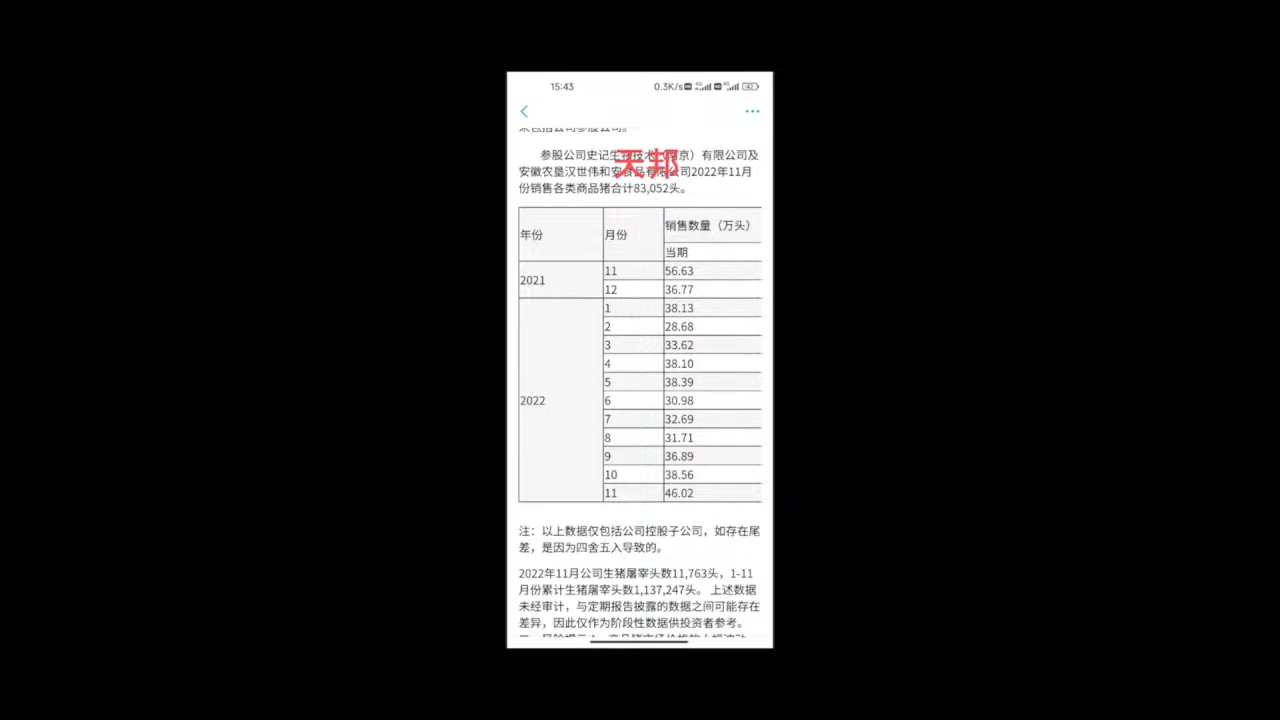 15:43
0.3K/s
42
参股公司史记生物技术（南京）有限公司及
天邦
安徽农垦汉世伟和安食品有限公司2022年11月
份销售各类商品猪合计83,052头。
年份 月份 销售数量（万头）
当期
2021 11 56.63
12 36.77
2022 1 38.13
2 28.68
3 33.62
4 38.10
5 38.39
6 30.98
7 32.69
8 31.71
9 36.89
10 38.56
11 46.02
注：以上数据仅包括公司控股子公司，如存在尾
差，是因为四舍五入导致的。
2022年11月公司生猪屠宰头数11,763头，1-11
月份累计生猪屠宰头数1,137,247头。 上述数据
未经审计，与定期报告披露的数据之间可能存在
差异，因此仅作为阶段性数据供投资者参考。